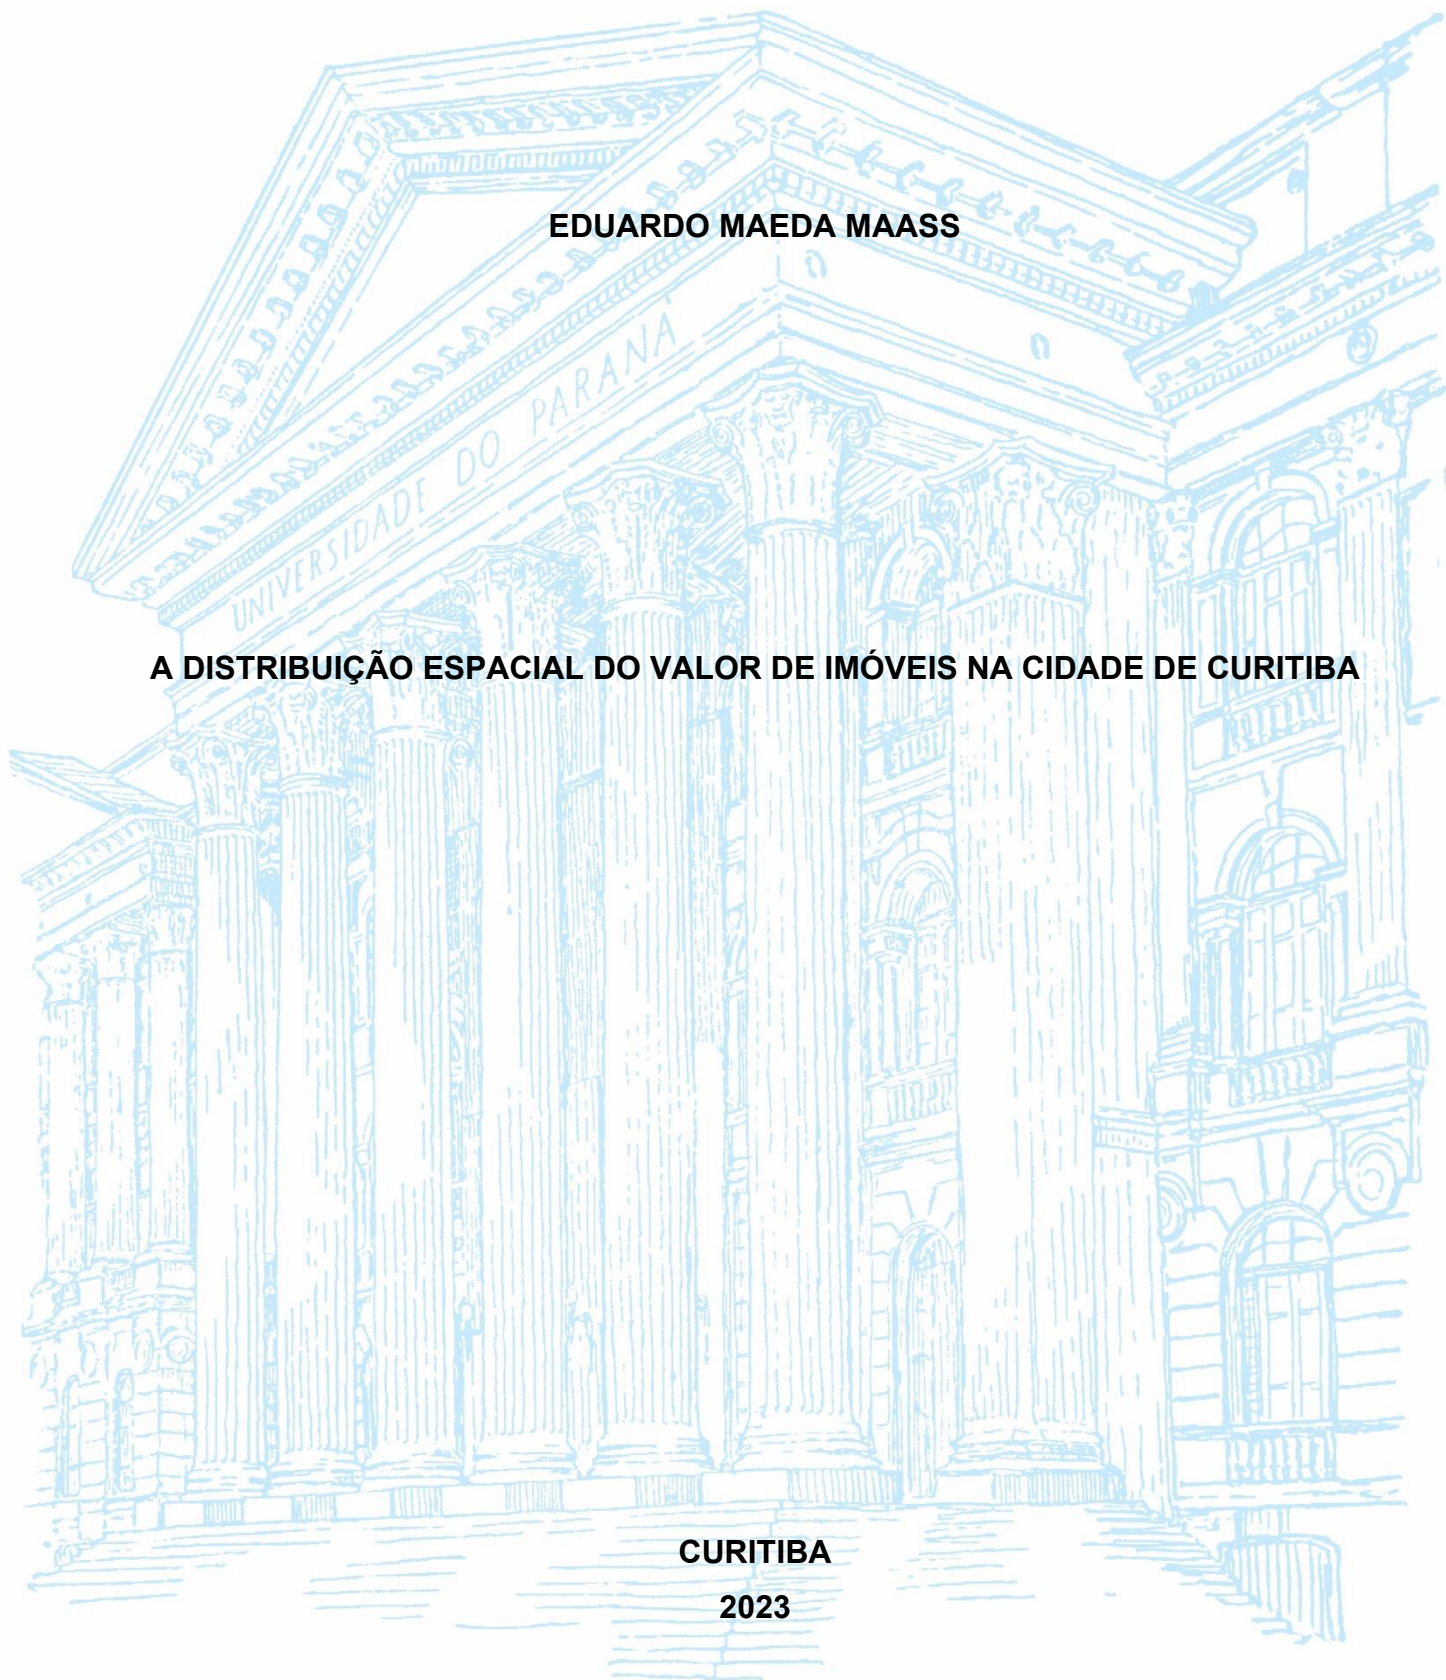 EDUARDO MAEDA MAASS
UNIVERSIDADE DO PARANÁ
A DISTRIBUIÇÃO ESPACIAL DO VALOR DE IMÓVEIS NA CIDADE DE CURITIBA
CURITIBA
2023